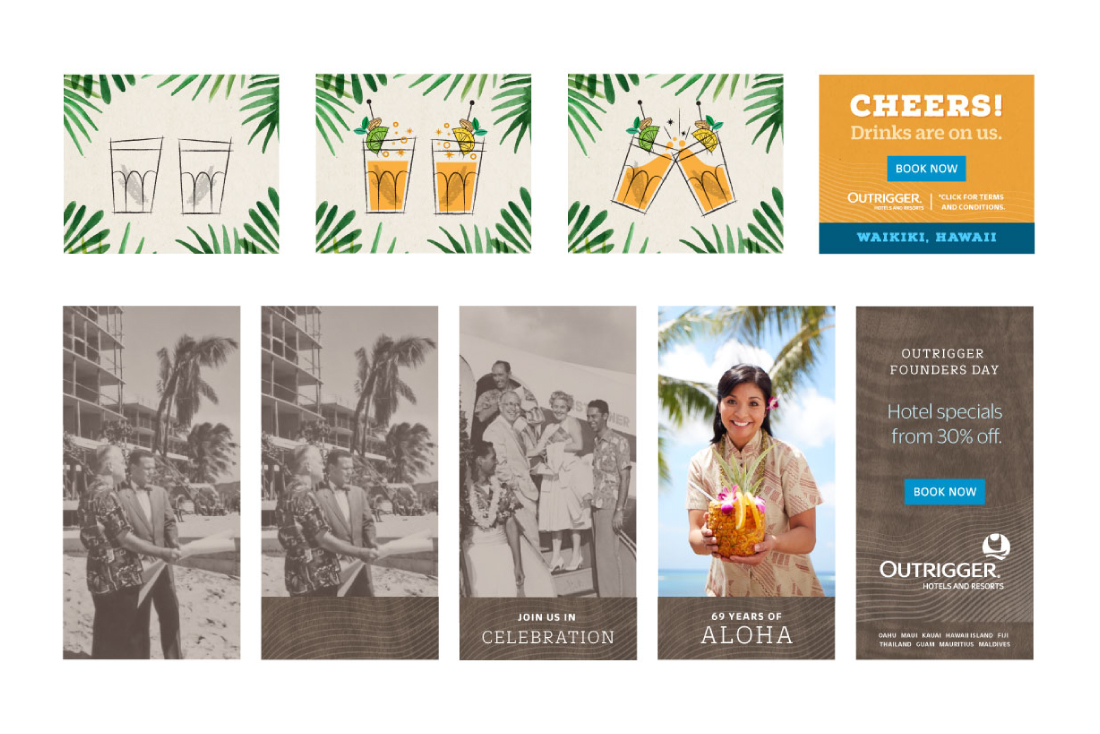 CHEERS!
Drinks are on us.
BOOK NOW
OUTRIGGER®
HOTELS AND RESORTS
*CLICK FOR TERMS
AND CONDITIONS.
WAIKIKI, HAWAII
JOIN US IN
CELEBRATION
69 YEARS OF
ALOHA
OUTRIGGER
FOUNDERS DAY
Hotel specials
from 30% off.
BOOK NOW
OUTRIGGER®
HOTELS AND RESORTS
OAHU MAUI KAUAI HAWAII ISLAND FIJI
THAILAND GUAM MAURITIUS MALDIVES